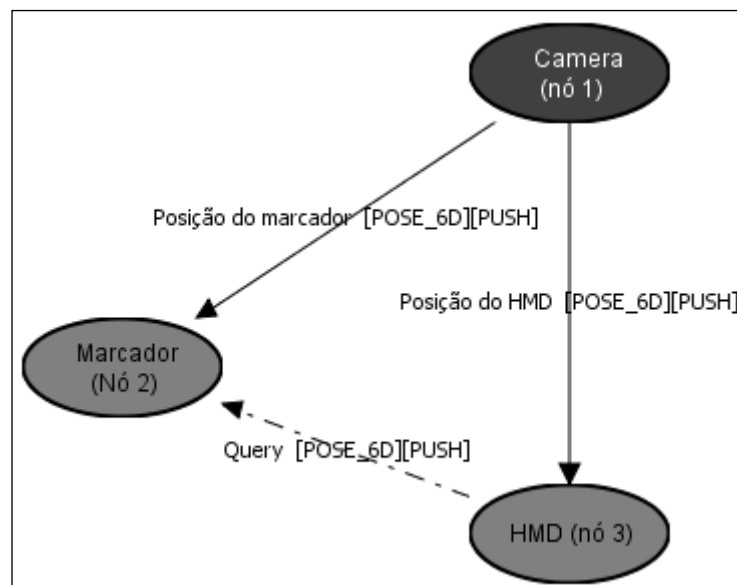 Camera
(nó 1)
Posição do marcador [POSE_6D][PUSH]
Posição do HMD [POSE_6D][PUSH]
Marcador
(Nó 2)
Query [POSE_6D][PUSH]
HMD (nó 3)